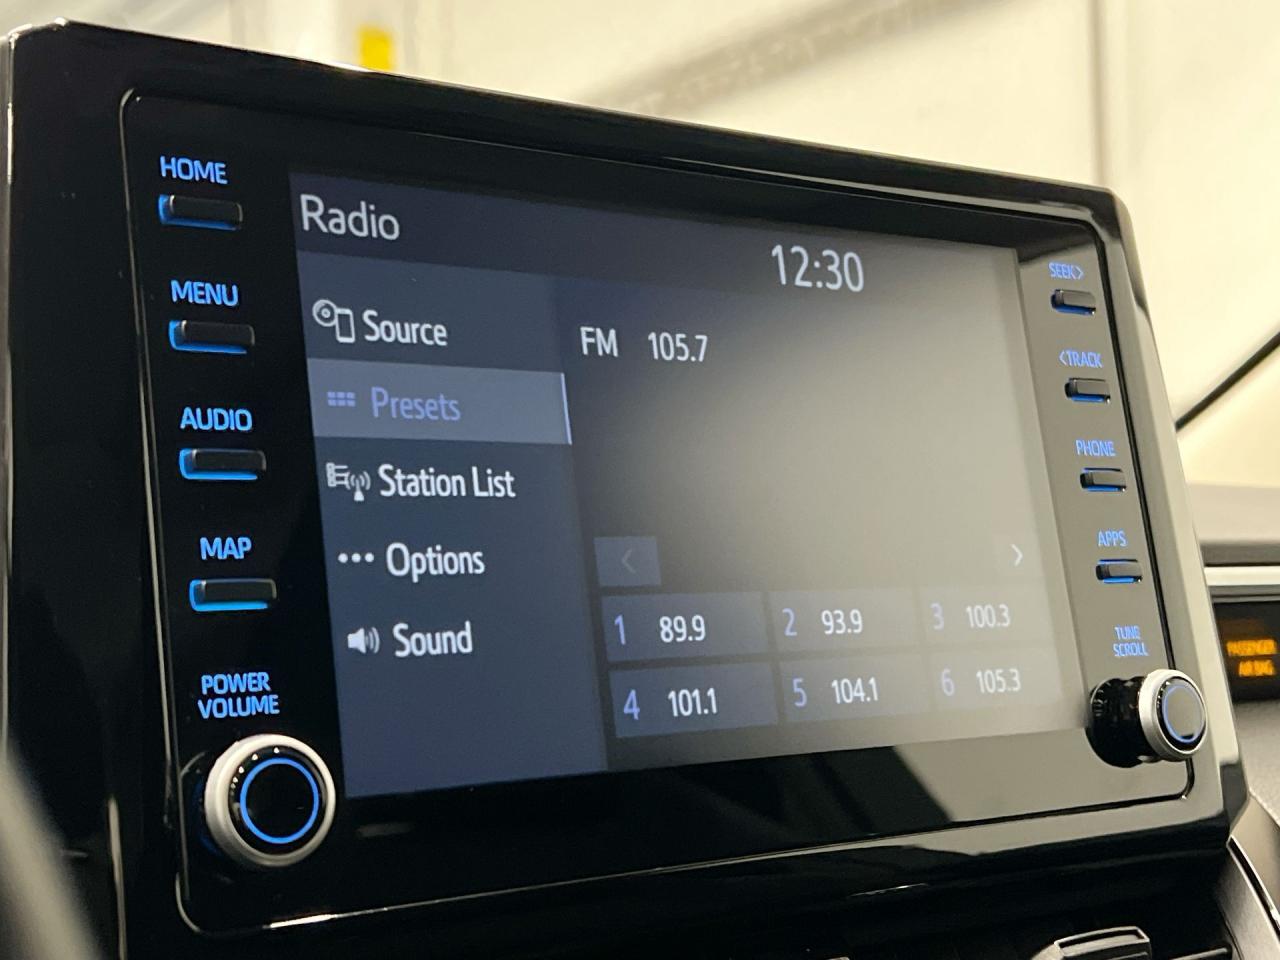 HOME
MENU
AUDIO
MAP
POWER
VOLUME
Radio
12:30
Source
Presets
Station List
Options
Sound
FM 105.7
1 89.9
2 93.9
3 100.3
4 101.1
5 104.1
6 105.3
SEEK>
<TRACK
PHONE
APPS
TUNE
SCROLL
PASSENGER
AIRBAG